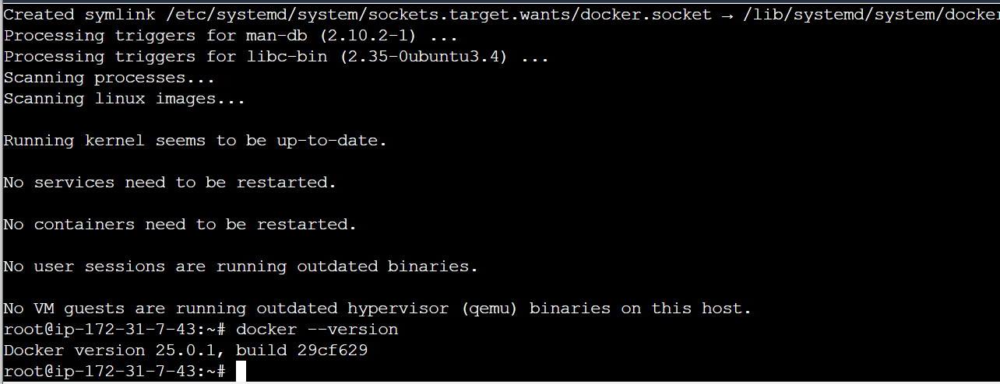 Created symlink /etc/systemd/system/sockets.target.wants/docker.socket → /lib/systemd/system/docker
Processing triggers for man-db (2.10.2-1) ...
Processing triggers for libc-bin (2.35-0ubuntu3.4) ...
Scanning processes...
Scanning linux images...
Running kernel seems to be up-to-date.
No services need to be restarted.
No containers need to be restarted.
No user sessions are running outdated binaries.
No VM guests are running outdated hypervisor (qemu) binaries on this host.
root@ip-172-31-7-43:~# docker --version
Docker version 25.0.1, build 29cf629
root@ip-172-31-7-43:~#